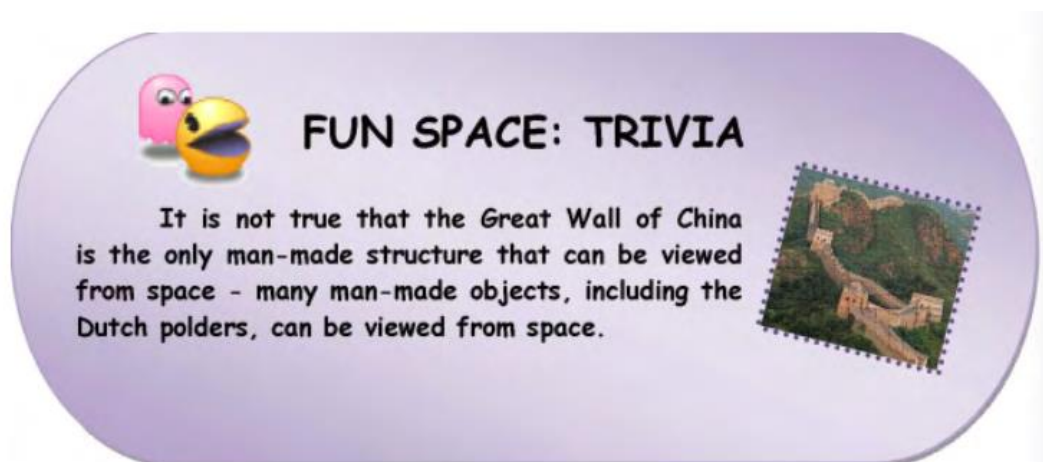 FUN SPACE: TRIVIA
It is not true that the Great Wall of China
is the only man-made structure that can be viewed
from space - many man-made objects, including the
Dutch polders, can be viewed from space.